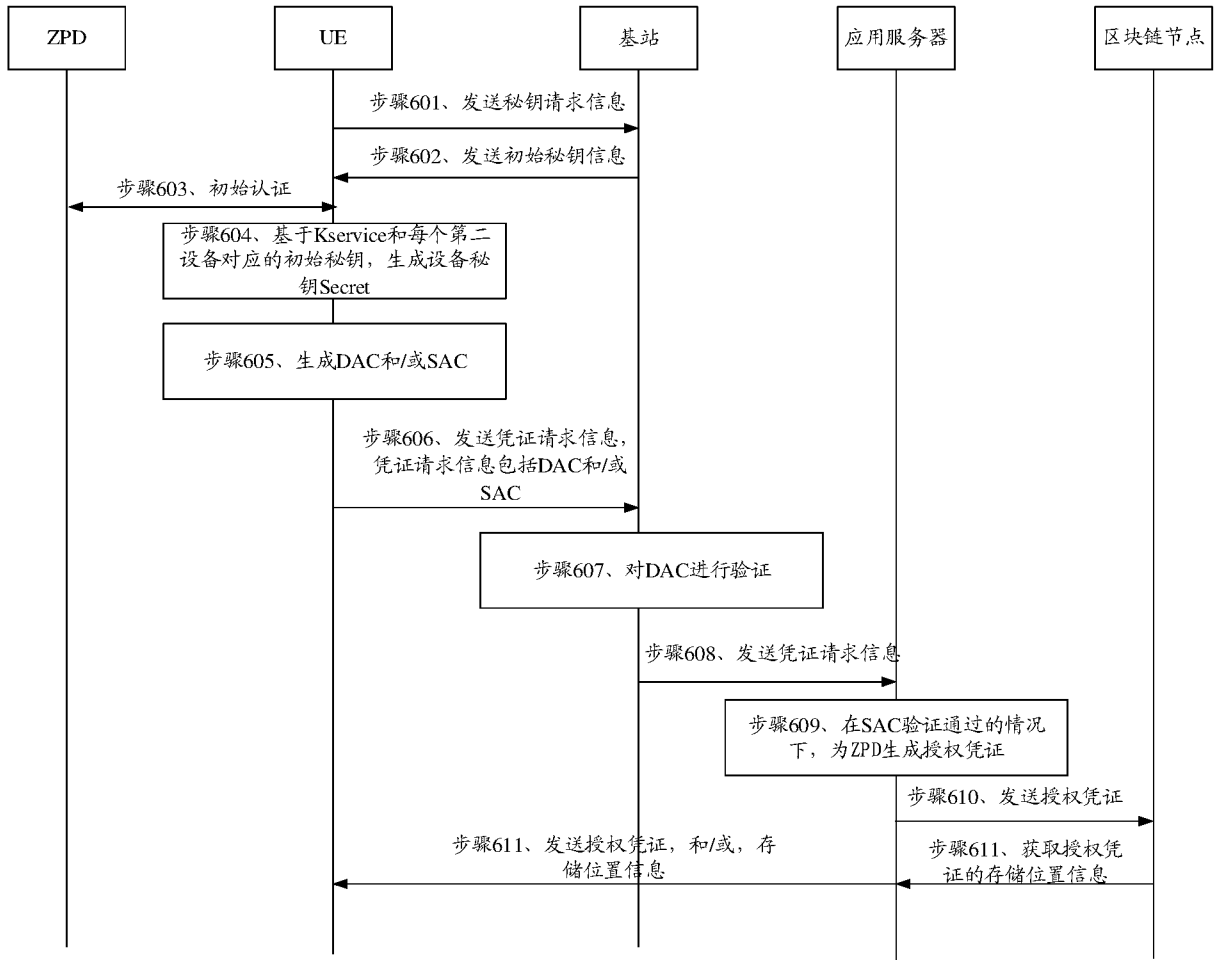 ZPD
UE
基站
应用服务器
区块链节点
步骤601、发送秘钥请求信息
步骤602、发送初始秘钥信息
步骤603、初始认证
步骤604、基于Kservice和每个第二
设备对应的初始秘钥，生成设备秘
钥Secret
步骤605、生成DAC和/或SAC
步骤606、发送凭证请求信息，
凭证请求信息包括DAC和/或
SAC
步骤607、对DAC进行验证
步骤608、发送凭证请求信息
步骤609、在SAC验证通过的情况
下，为ZPD生成授权凭证
步骤610、发送授权凭证
步骤611、发送授权凭证，和/或，存
储位置信息
步骤611、获取授权凭
证的存储位置信息